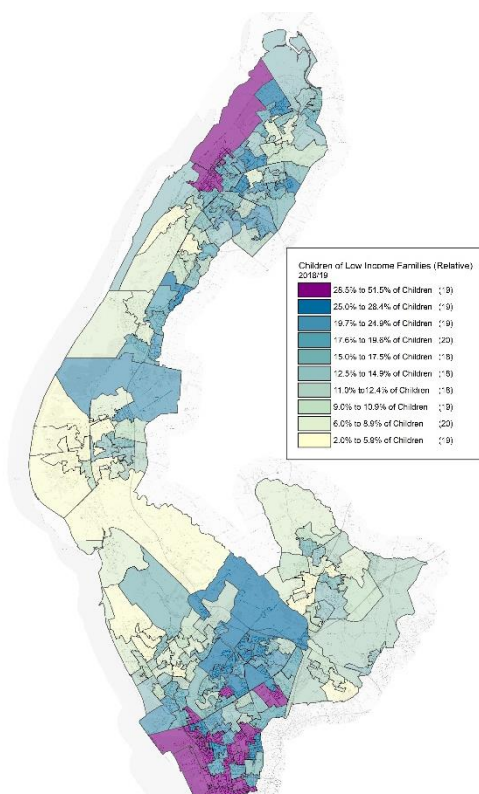 Children of Low Income Families (Relative)
2018/19
28.5% to 51.5% of Children (19)
25.0% to 28.4% of Children (19)
19.7% to 24.9% of Children (19)
17.6% to 19.6% of Children (20)
15.0% to 17.5% of Children (18)
12.5% to 14.9% of Children (18)
11.0% to 12.4% of Children (18)
9.0% to 10.9% of Children (19)
6.0% to 8.9% of Children (20)
2.0% to 5.9% of Children (19)